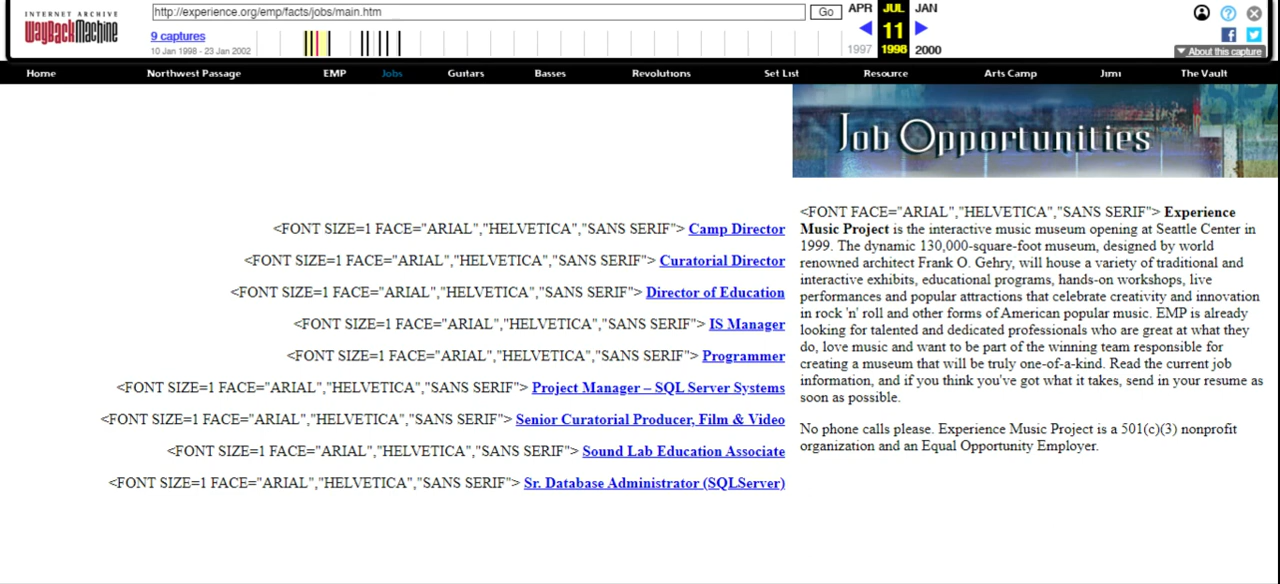 INTERNET ARCHIVE
WayBackMachine
http://experience.org/emp/facts/jobs/main.htm
Go
APR JUL JAN
9 captures
11
10 Jan 1998 - 23 Jan 2002
1997 1998 2000
About this capture
Home Northwest Passage EMP Jobs Guitars Basses Revolutions Set List Resource Arts Camp Jimi The Vault
Job Opportunities
<FONT SIZE=1 FACE="ARIAL","HELVETICA","SANS SERIF"> Camp Director
<FONT SIZE=1 FACE="ARIAL","HELVETICA","SANS SERIF"> Curatorial Director
<FONT SIZE=1 FACE="ARIAL","HELVETICA","SANS SERIF"> Director of Education
<FONT SIZE=1 FACE="ARIAL","HELVETICA","SANS SERIF"> IS Manager
<FONT SIZE=1 FACE="ARIAL","HELVETICA","SANS SERIF"> Programmer
<FONT SIZE=1 FACE="ARIAL","HELVETICA","SANS SERIF"> Project Manager – SQL Server Systems
<FONT SIZE=1 FACE="ARIAL","HELVETICA","SANS SERIF"> Senior Curatorial Producer, Film & Video
<FONT SIZE=1 FACE="ARIAL","HELVETICA","SANS SERIF"> Sound Lab Education Associate
<FONT SIZE=1 FACE="ARIAL","HELVETICA","SANS SERIF"> Sr. Database Administrator (SQLServer)
<FONT FACE="ARIAL","HELVETICA","SANS SERIF"> Experience
Music Project is the interactive music museum opening at Seattle Center in
1999. The dynamic 130,000-square-foot museum, designed by world
renowned architect Frank O. Gehry, will house a variety of traditional and
interactive exhibits, educational programs, hands-on workshops, live
performances and popular attractions that celebrate creativity and innovation
in rock 'n' roll and other forms of American popular music. EMP is already
looking for talented and dedicated professionals who are great at what they
do, love music and want to be part of the winning team responsible for
creating a museum that will be truly one-of-a-kind. Read the current job
information, and if you think you've got what it takes, send in your resume as
soon as possible.
No phone calls please. Experience Music Project is a 501(c)(3) nonprofit
organization and an Equal Opportunity Employer.